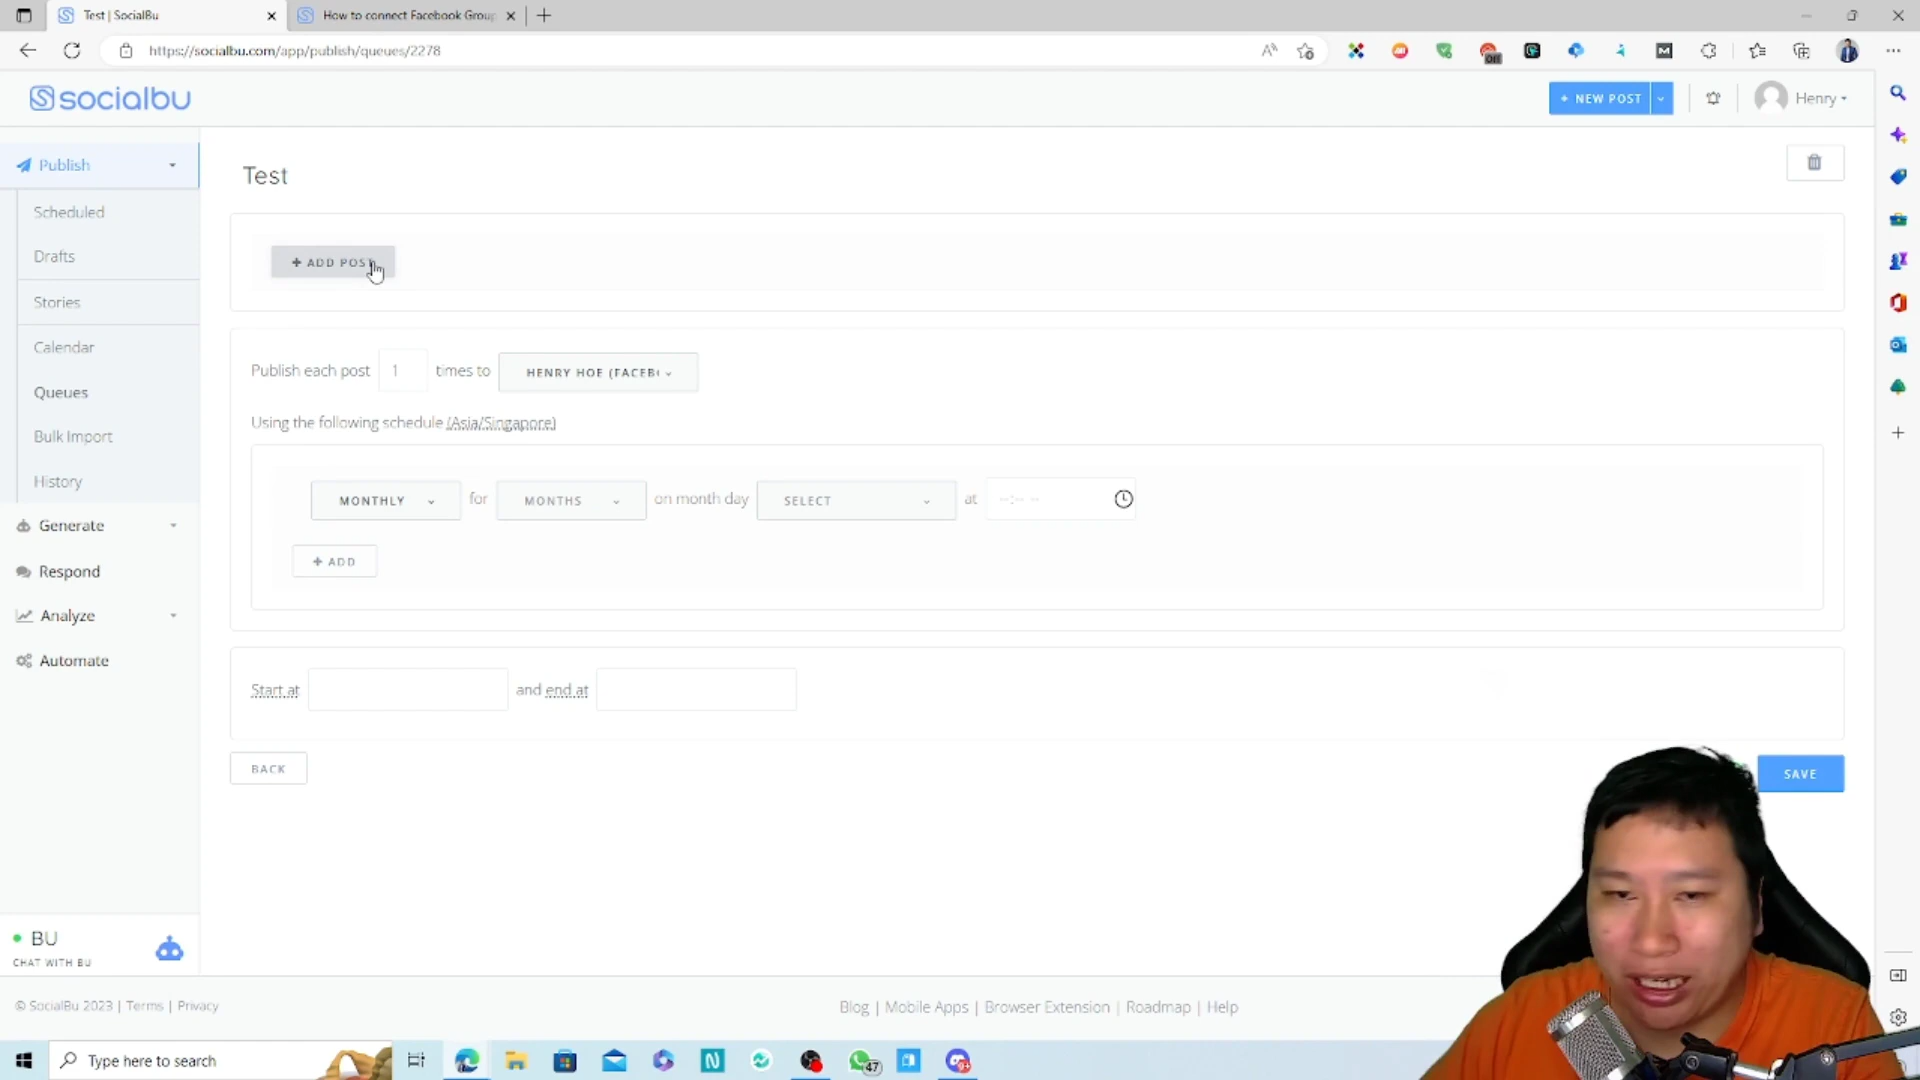 Test | SocialBu
How to connect Facebook Group
https://socialbu.com/app/publish/queues/2278
Off
M
socialbu
+ NEW POST
Henry
Publish
Scheduled
Drafts
Stories
Calendar
Queues
Bulk Import
History
Generate
Respond
Analyze
Automate
Test
+ ADD POST
Publish each post 1 times to HENRY HOE (FACEB
Using the following schedule (Asia/Singapore)
MONTHLY for MONTHS on month day SELECT at --:-- --
+ ADD
Start at and end at
BACK
SAVE
BU
CHAT WITH BU
© SocialBu 2023 | Terms | Privacy
Blog | Mobile Apps | Browser Extension | Roadmap | Help
Type here to search
N
47